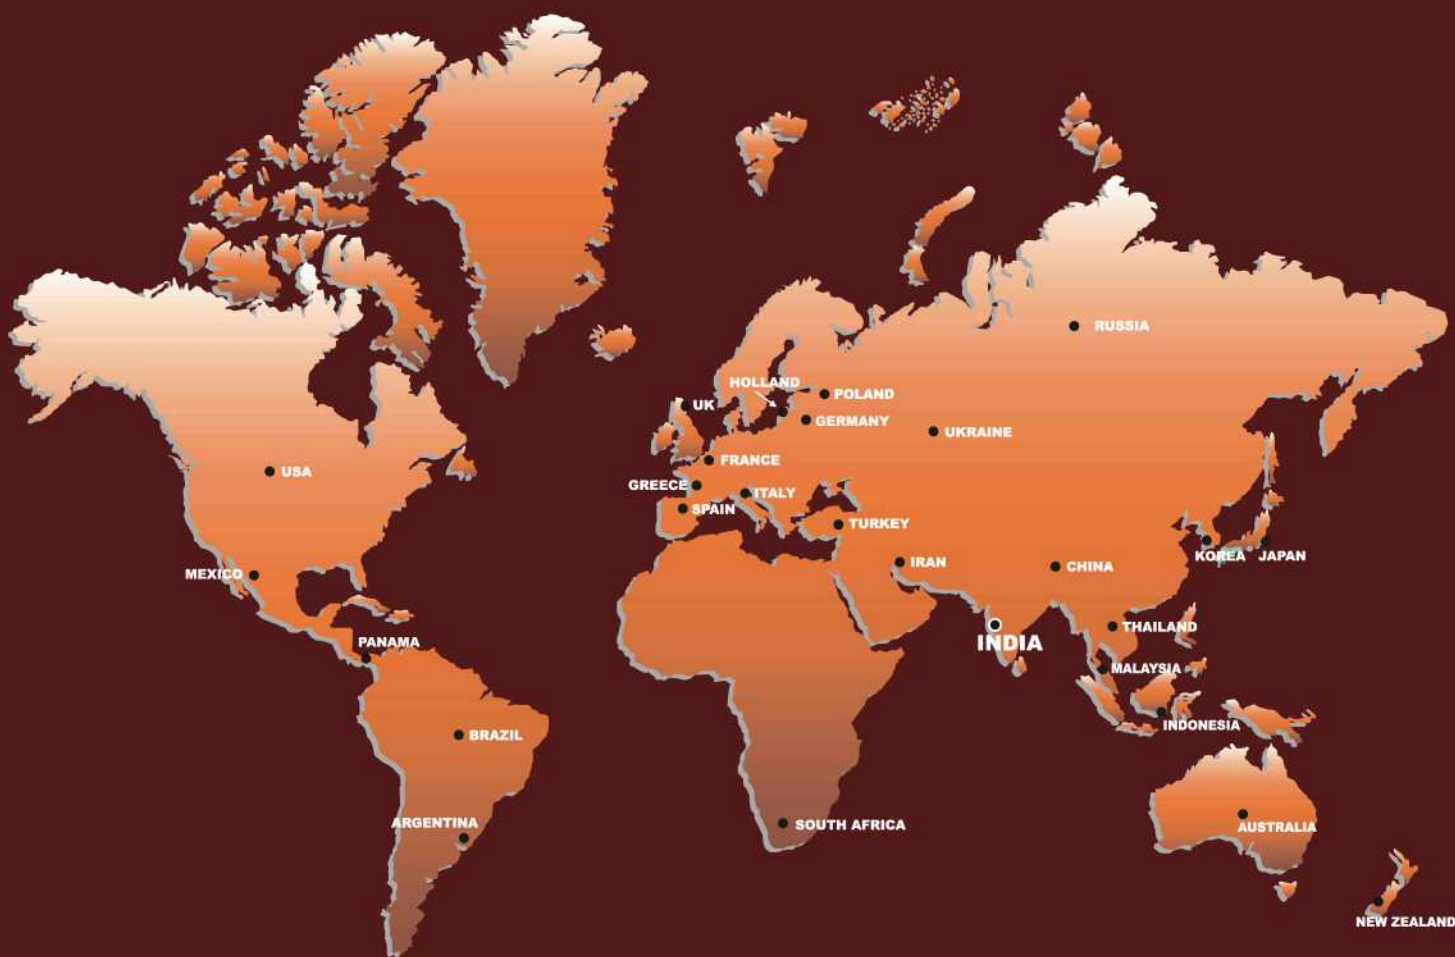 RUSSIA
HOLLAND
POLAND
UK
GERMANY
UKRAINE
FRANCE
USA
GREECE
ITALY
SPAIN
TURKEY
KOREA
JAPAN
IRAN
CHINA
MEXICO
THAILAND
INDIA
PANAMA
MALAYSIA
INDONESIA
BRAZIL
ARGENTINA
SOUTH AFRICA
AUSTRALIA
NEW ZEALAND